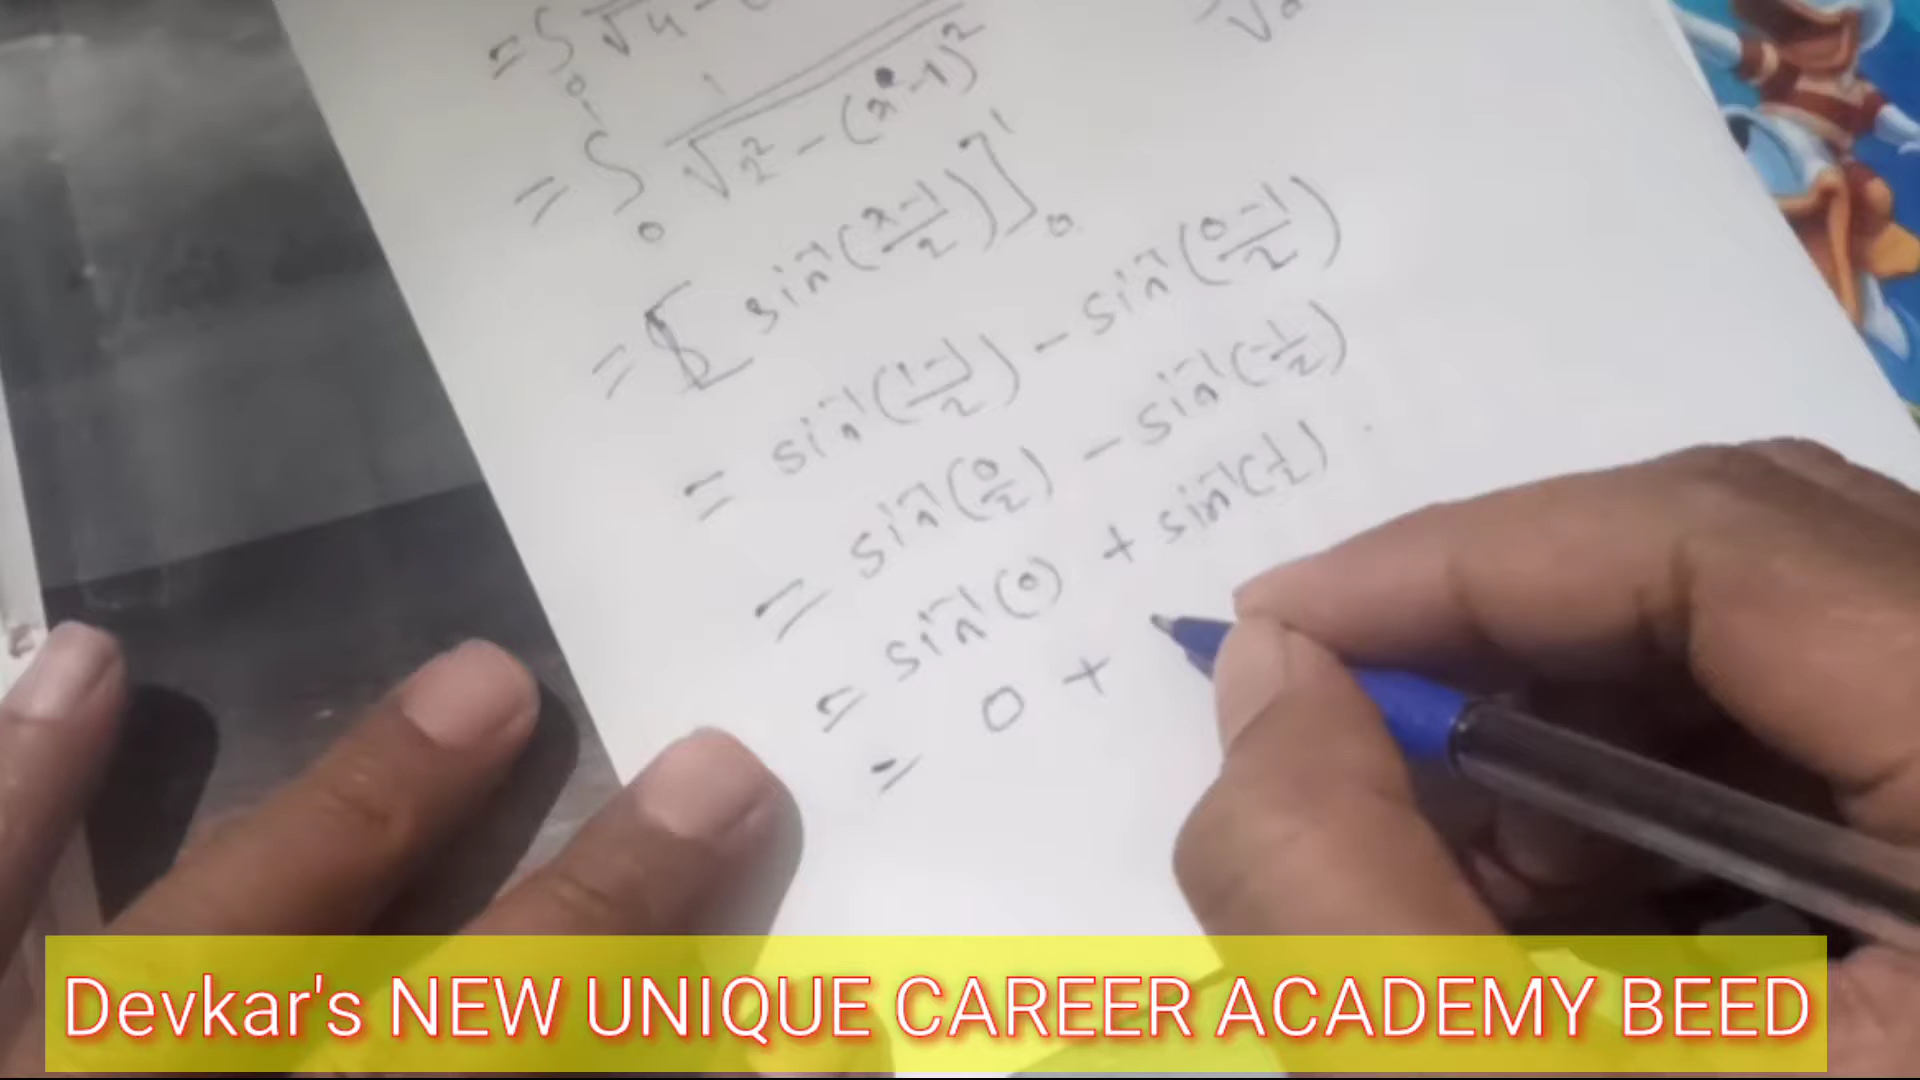 = ∫₀ √4-
= ∫₀¹ 1/√2²-(x-1)²
= [sin⁻¹(x-1/2)]¹₀
= sin⁻¹(1-1/2) - sin⁻¹(0-1/2)
= sin⁻¹(0/2) - sin⁻¹(-1/2)
= sin⁻¹(0) + sin⁻¹(1/2)
= 0 +
Devkar's NEW UNIQUE CAREER ACADEMY BEED